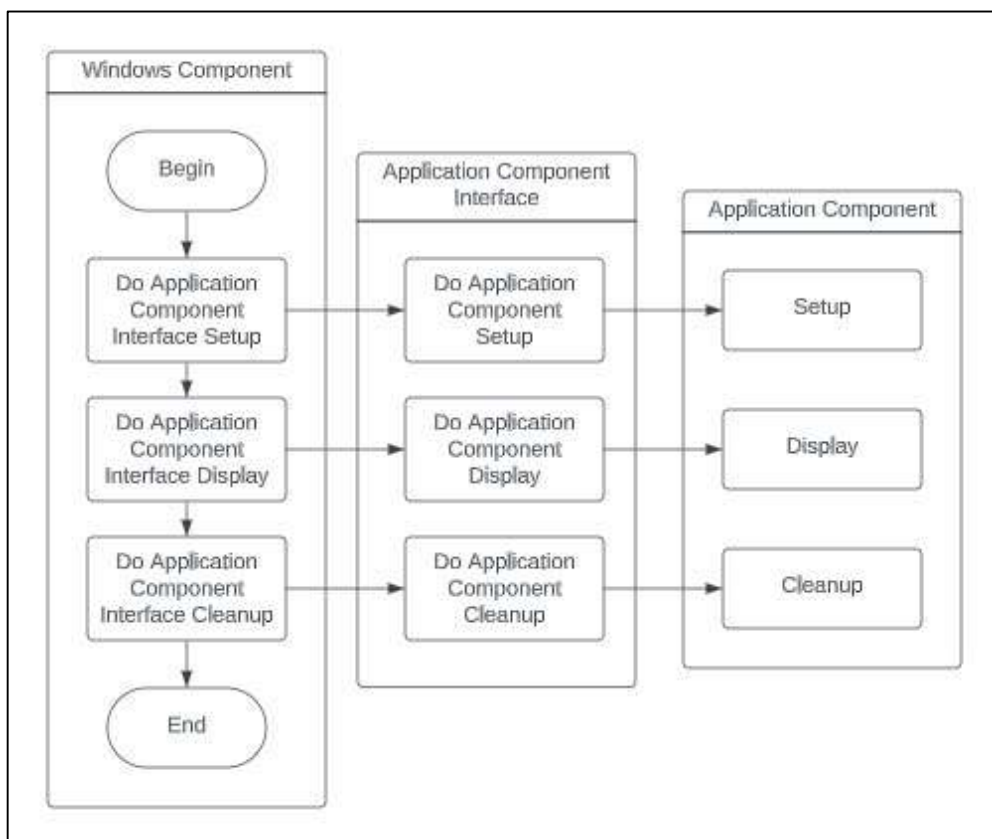 Windows Component
Begin
Do Application
Component
Interface Setup
Do Application
Component
Interface Display
Do Application
Component
Interface Cleanup
End
Application Component
Interface
Do Application
Component
Setup
Do Application
Component
Display
Do Application
Component
Cleanup
Application Component
Setup
Display
Cleanup